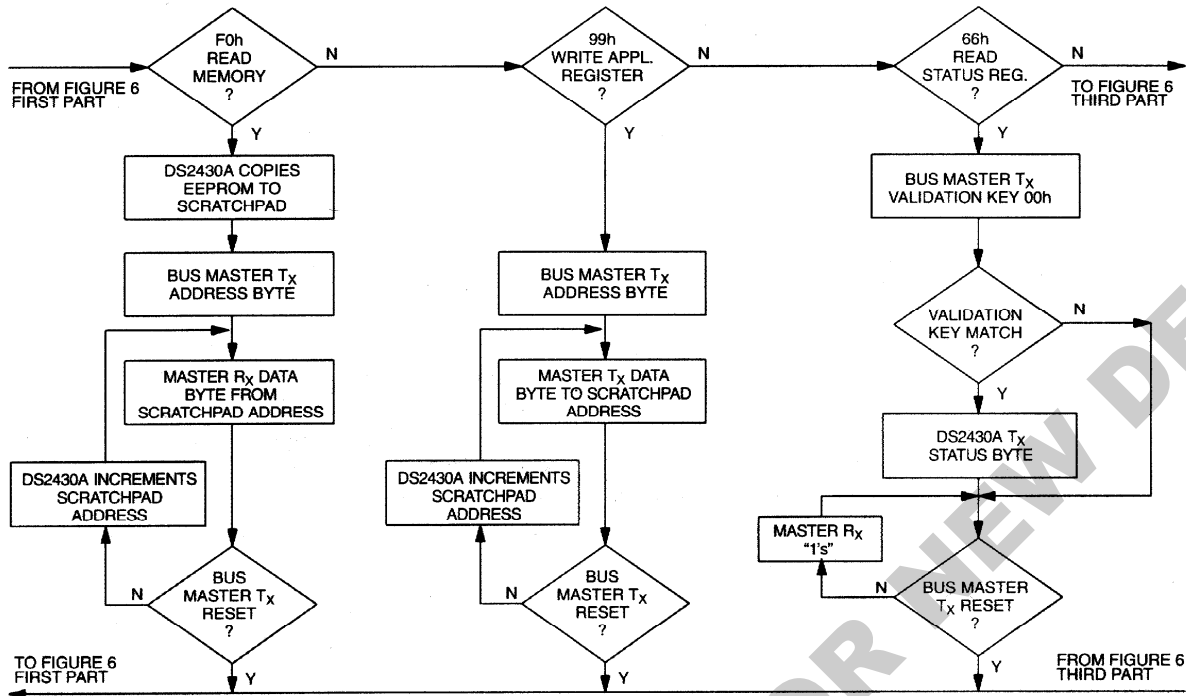 F0h
READ
MEMORY
?
N
99h
WRITE APPL.
REGISTER
?
N
66h
READ
STATUS REG.
?
N
FROM FIGURE 6
FIRST PART
TO FIGURE 6
THIRD PART
Y
Y
Y
DS2430A COPIES
EEPROM TO
SCRATCHPAD
BUS MASTER TX
VALIDATION KEY 00h
BUS MASTER TX
ADDRESS BYTE
BUS MASTER TX
ADDRESS BYTE
VALIDATION
KEY MATCH
?
N
Y
MASTER RX DATA
BYTE FROM
SCRATCHPAD ADDRESS
MASTER TX DATA
BYTE TO SCRATCHPAD
ADDRESS
DS2430A TX
STATUS BYTE
DS2430A INCREMENTS
SCRATCHPAD
ADDRESS
DS2430A INCREMENTS
SCRATCHPAD
ADDRESS
MASTER RX
"1's"
BUS
MASTER TX
RESET
?
N
BUS
MASTER TX
RESET
?
N
BUS MASTER
TX RESET
?
N
TO FIGURE 6
FIRST PART
Y
Y
Y
FROM FIGURE 6
THIRD PART
OR NEW DE